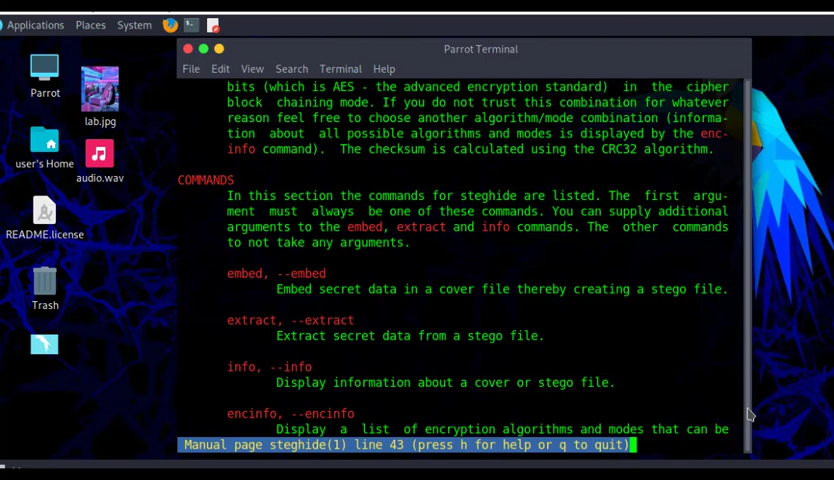 Applications Places System
Parrot Terminal
File Edit View Search Terminal Help
Parrot
lab.jpg
user's Home
audio.wav
README.license
Trash
bits (which is AES - the advanced encryption standard) in the cipher
block chaining mode. If you do not trust this combination for whatever
reason feel free to choose another algorithm/mode combination (informa-
tion about all possible algorithms and modes is displayed by the enc-
info command). The checksum is calculated using the CRC32 algorithm.
COMMANDS
In this section the commands for steghide are listed. The first argu-
ment must always be one of these commands. You can supply additional
arguments to the embed, extract and info commands. The other commands
to not take any arguments.
embed, --embed
Embed secret data in a cover file thereby creating a stego file.
extract, --extract
Extract secret data from a stego file.
info, --info
Display information about a cover or stego file.
encinfo, --encinfo
Display a list of encryption algorithms and modes that can be
Manual page steghide(1) line 43 (press h for help or q to quit)